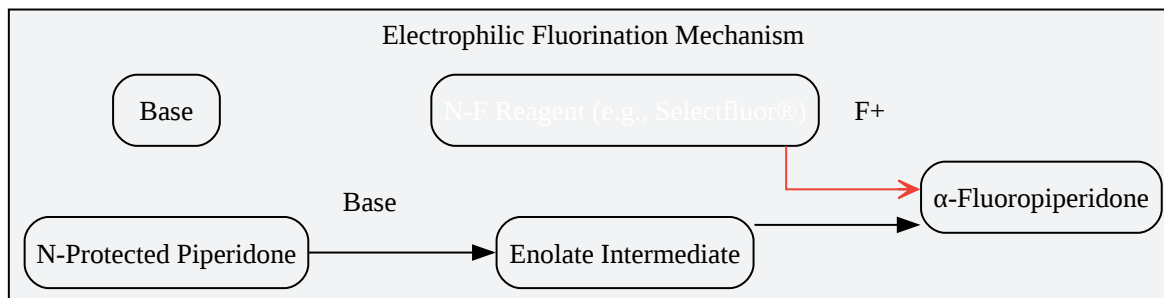 Electrophilic Fluorination Mechanism
Base
N-F Reagent (e.g., Selectfluor®)
F+
α-Fluoropiperidone
Base
N-Protected Piperidone
Enolate Intermediate